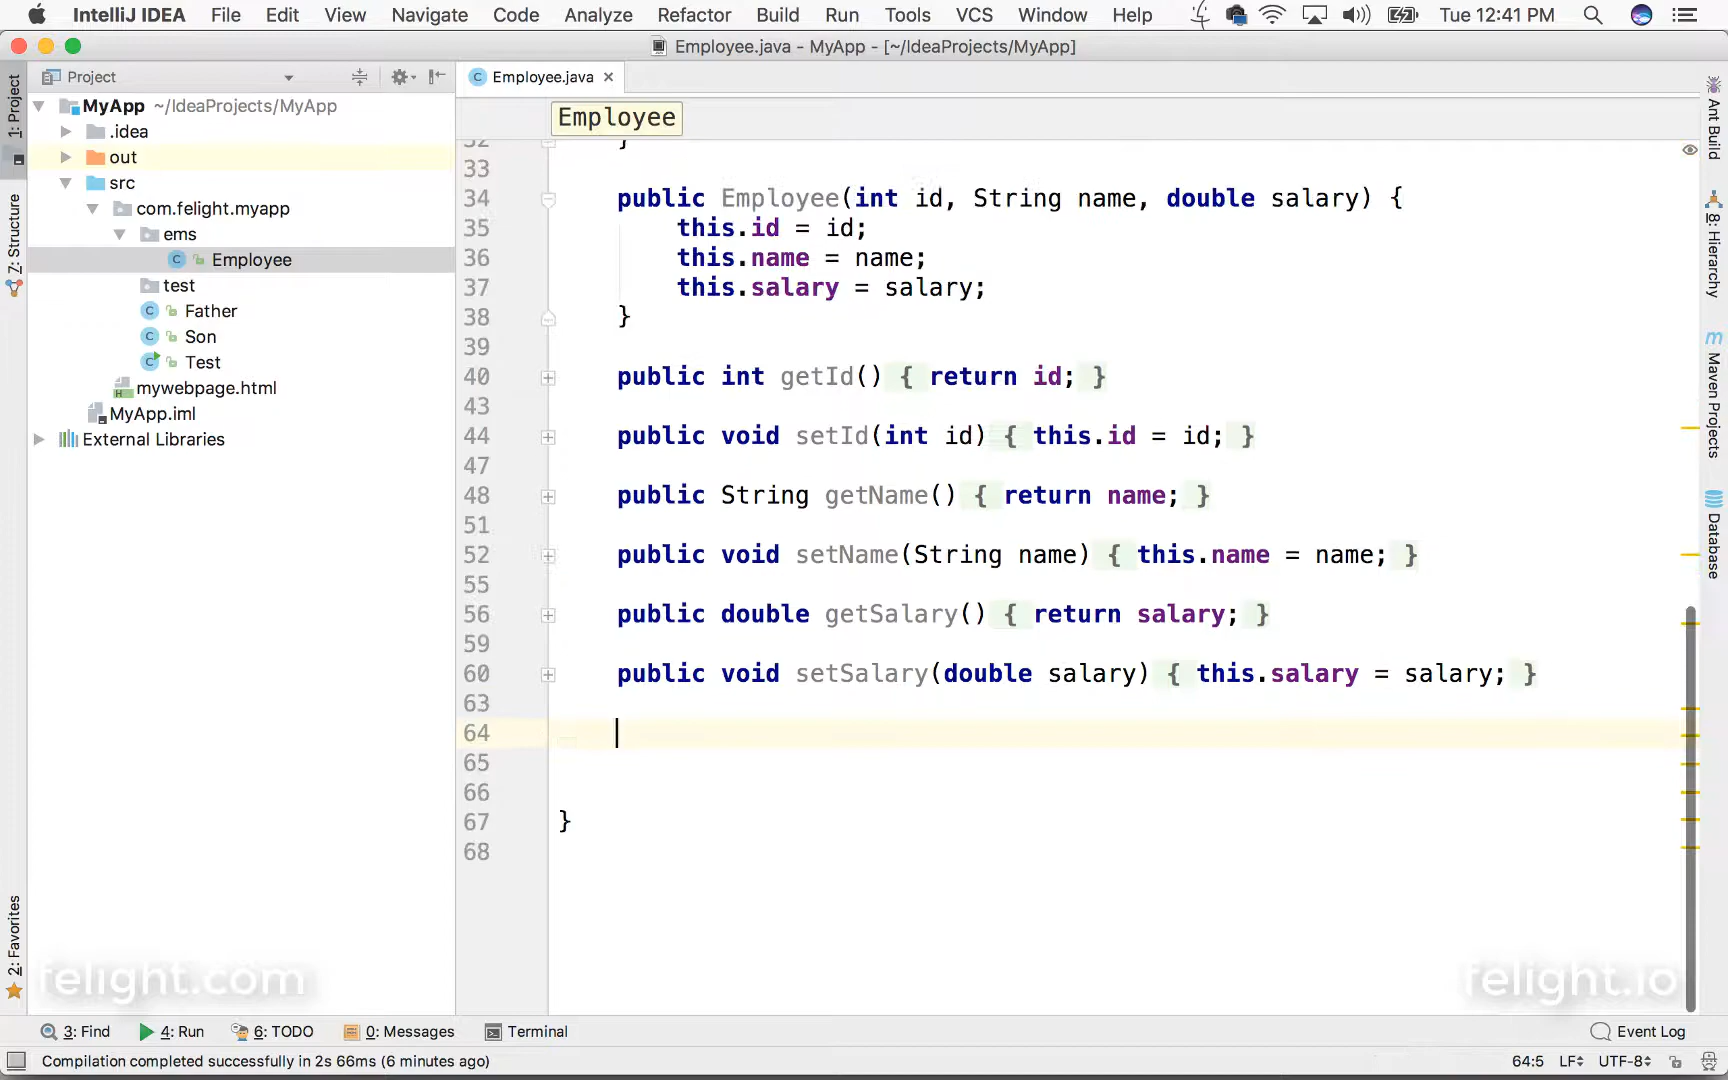 IntelliJ IDEA File Edit View Navigate Code Analyze Refactor Build Run Tools VCS Window Help Tue 12:41 PM
Employee.java - MyApp - [~/IdeaProjects/MyApp]
Project
Employee.java
1: Project
7: Structure
2: Favorites
MyApp ~/IdeaProjects/MyApp
.idea
out
src
com.felight.myapp
ems
Employee
test
Father
Son
Test
mywebpage.html
MyApp.iml
External Libraries
Employee
32 }
33
34 public Employee(int id, String name, double salary) {
35 this.id = id;
36 this.name = name;
37 this.salary = salary;
38 }
39
40 public int getId() { return id; }
43
44 public void setId(int id) { this.id = id; }
47
48 public String getName() { return name; }
51
52 public void setName(String name) { this.name = name; }
55
56 public double getSalary() { return salary; }
59
60 public void setSalary(double salary) { this.salary = salary; }
63
64
65
66
67 }
68
Ant Build
8: Hierarchy
Maven Projects
Database
felight.com
felight.io
3: Find 4: Run 6: TODO 0: Messages Terminal Event Log
Compilation completed successfully in 2s 66ms (6 minutes ago) 64:5 LF UTF-8